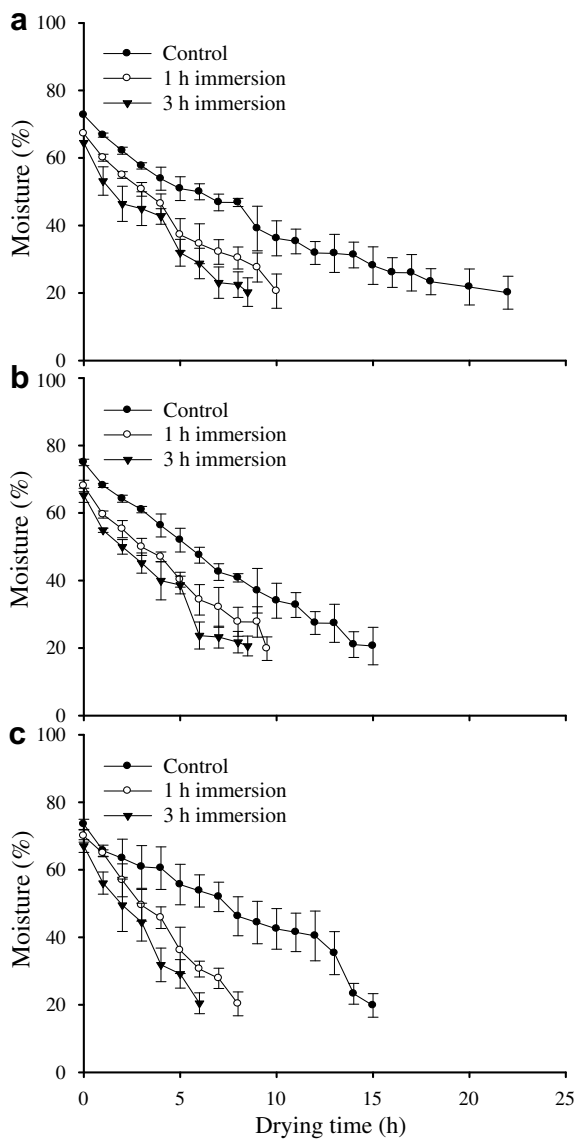 a
100
Control
1 h immersion
3 h immersion
80
60
40
20
0
Moisture (%)
b
100
Control
1 h immersion
3 h immersion
80
60
40
20
0
Moisture (%)
c
100
Control
1 h immersion
3 h immersion
80
60
40
20
0
Moisture (%)
0 5 10 15 20 25
Drying time (h)